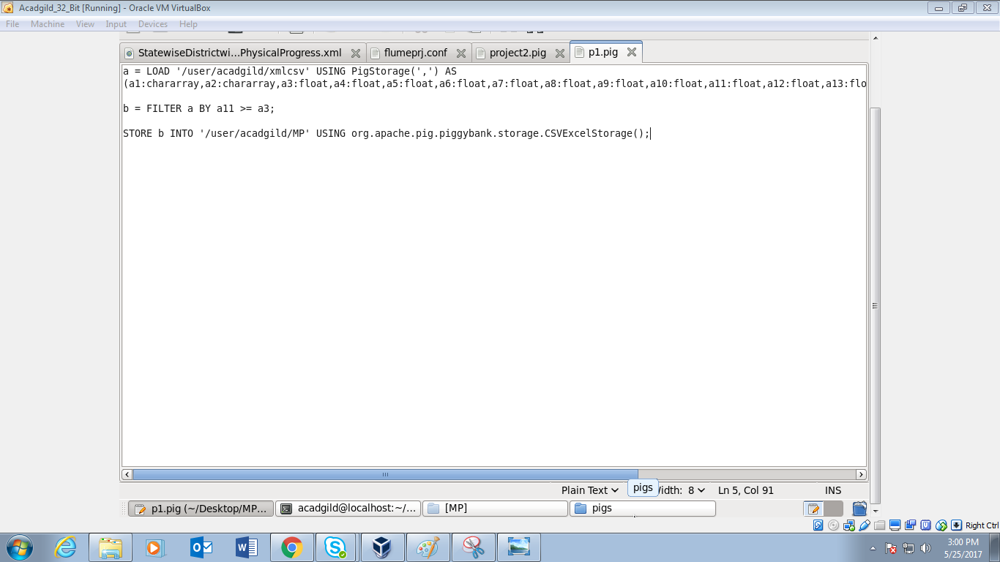 Acadgild_32_Bit [Running] - Oracle VM VirtualBox
File Machine View Input Devices Help
StatewiseDistrictwi...PhysicalProgress.xml flumeprj.conf project2.pig p1.pig
a = LOAD '/user/acadgild/xmlcsv' USING PigStorage(',') AS
(a1:chararray,a2:chararray,a3:float,a4:float,a5:float,a6:float,a7:float,a8:float,a9:float,a10:float,a11:float,a12:float,a13:flo
b = FILTER a BY a11 >= a3;
STORE b INTO '/user/acadgild/MP' USING org.apache.pig.piggybank.storage.CSVExcelStorage();
Plain Text pigs Width: 8 Ln 5, Col 91 INS
p1.pig (~/Desktop/MP... acadgild@localhost:~/... [MP] pigs
Right Ctrl
3:00 PM
5/25/2017